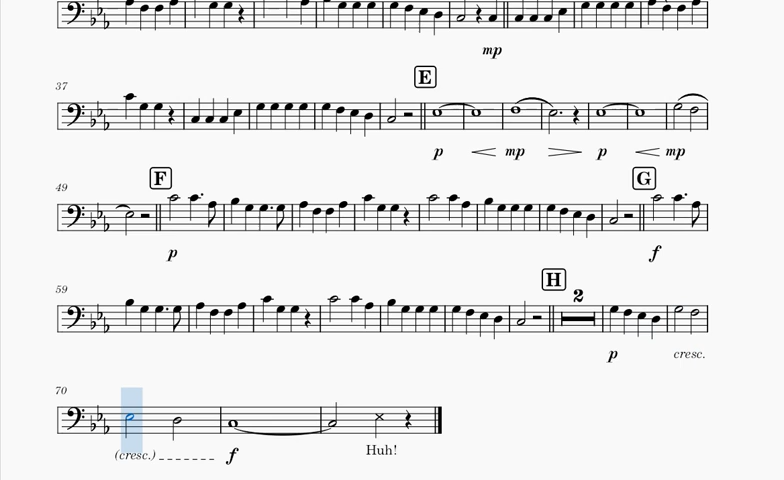 mp
37
E
p mp p mp
49
F G
p f
59
H
2
p cresc.
70
(cresc.) f Huh!